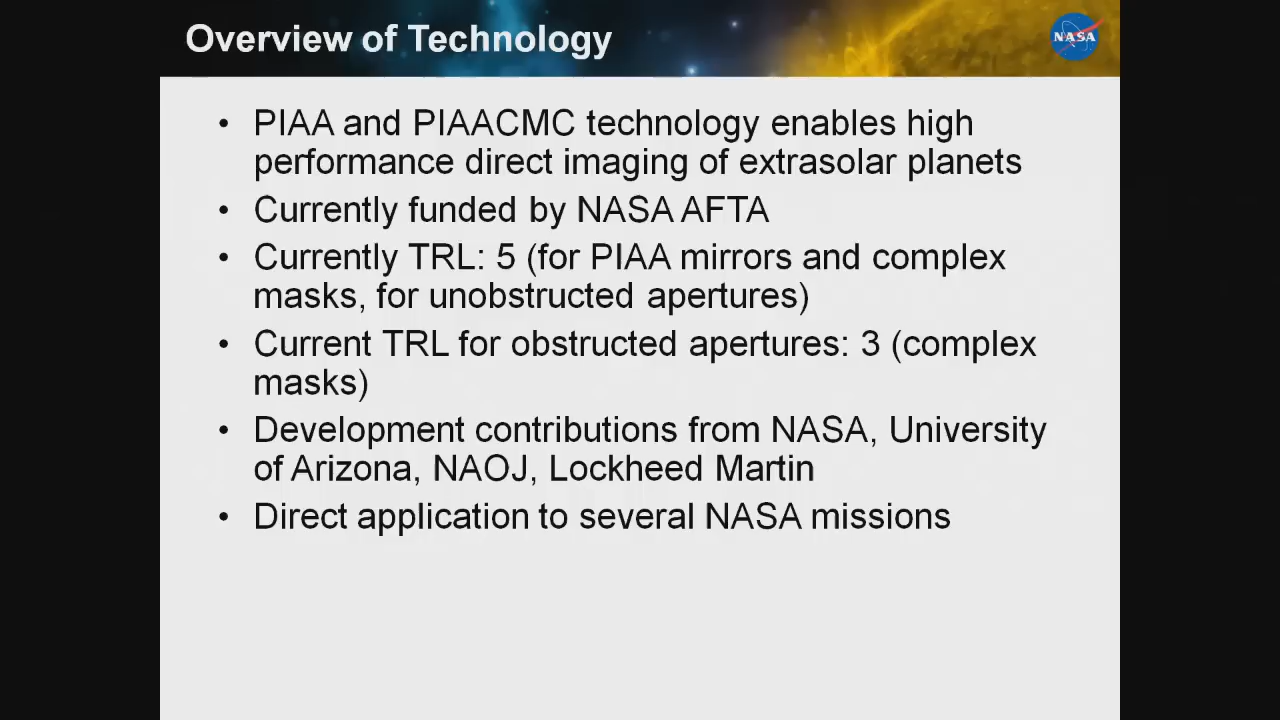 Overview of Technology
NASA
• PIAA and PIAACMC technology enables high
performance direct imaging of extrasolar planets
• Currently funded by NASA AFTA
• Currently TRL: 5 (for PIAA mirrors and complex
masks, for unobstructed apertures)
• Current TRL for obstructed apertures: 3 (complex
masks)
• Development contributions from NASA, University
of Arizona, NAOJ, Lockheed Martin
• Direct application to several NASA missions